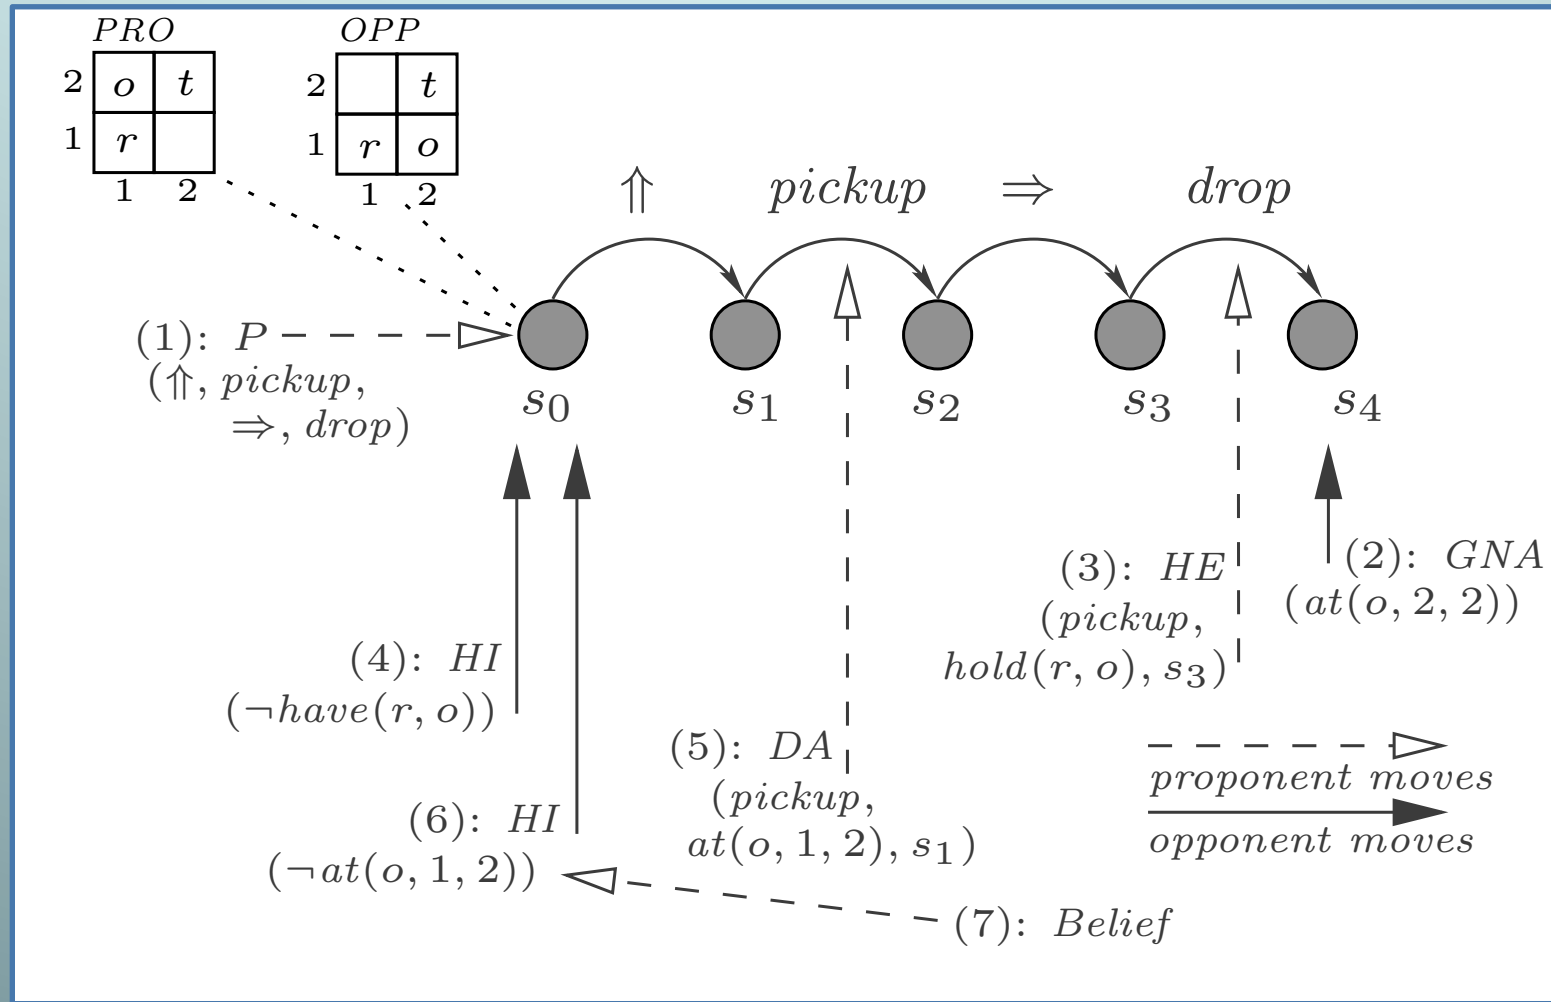 PRO
OPP
2 o t
1 r
1 2
2 t
1 r o
1 2
⇑ pickup ⇒ drop
(1): P
(⇑, pickup,
⇒, drop)
s0 s1 s2 s3 s4
(2): GNA
(at(o, 2, 2))
(3): HE
(pickup,
hold(r, o), s3)
(4): HI
(¬have(r, o))
(5): DA
(pickup,
at(o, 1, 2), s1)
(6): HI
(¬at(o, 1, 2))
(7): Belief
proponent moves
opponent moves